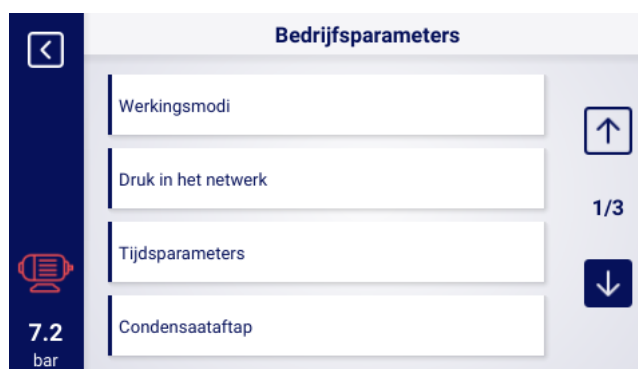 Bedrijfsparameters
Werkingsmodi
Druk in het netwerk
1/3
Tijdsparameters
Condensaataftap
7.2
bar